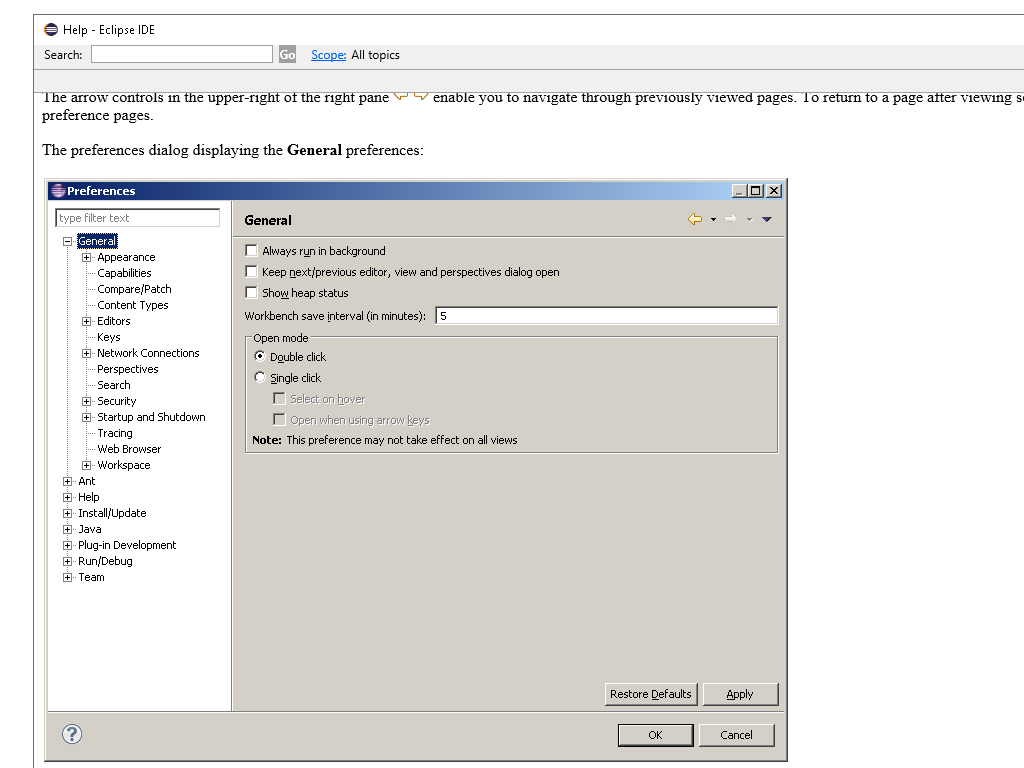 Help - Eclipse IDE
Search: Go Scope: All topics
The arrow controls in the upper-right of the right pane enable you to navigate through previously viewed pages. To return to a page after viewing
preference pages.
The preferences dialog displaying the General preferences:
Preferences
type filter text
General
Appearance
Capabilities
Compare/Patch
Content Types
Editors
Keys
Network Connections
Perspectives
Search
Security
Startup and Shutdown
Tracing
Web Browser
Workspace
Ant
Help
Install/Update
Java
Plug-in Development
Run/Debug
Team
General
Always run in background
Keep next/previous editor, view and perspectives dialog open
Show heap status
Workbench save interval (in minutes): 5
Open mode
Double click
Single click
Select on hover
Open when using arrow keys
Note: This preference may not take effect on all views
Restore Defaults Apply
? OK Cancel